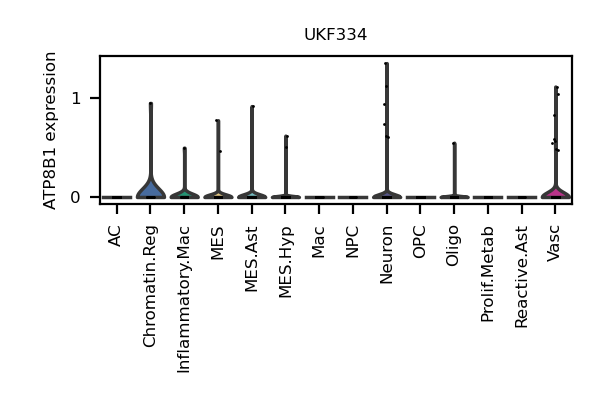 UKF334
ATP8B1 expression
1
0
AC
Chromatin.Reg
Inflammatory.Mac
MES
MES.Ast
MES.Hyp
Mac
NPC
Neuron
OPC
Oligo
Prolif.Metab
Reactive.Ast
Vasc